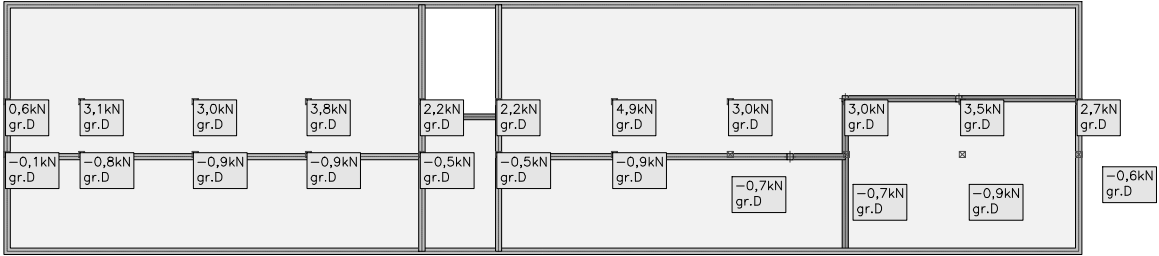 0,6kN
gr.D
3,1kN
gr.D
3,0kN
gr.D
3,8kN
gr.D
2,2kN
gr.D
2,2kN
gr.D
4,9kN
gr.D
3,0kN
gr.D
3,0kN
gr.D
3,5kN
gr.D
2,7kN
gr.D
−0,1kN
gr.D
−0,8kN
gr.D
−0,9kN
gr.D
−0,9kN
gr.D
−0,5kN
gr.D
−0,5kN
gr.D
−0,9kN
gr.D
−0,7kN
gr.D
−0,7kN
gr.D
−0,9kN
gr.D
−0,6kN
gr.D